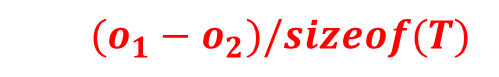 (o₁ − o₂)/sizeof(T)